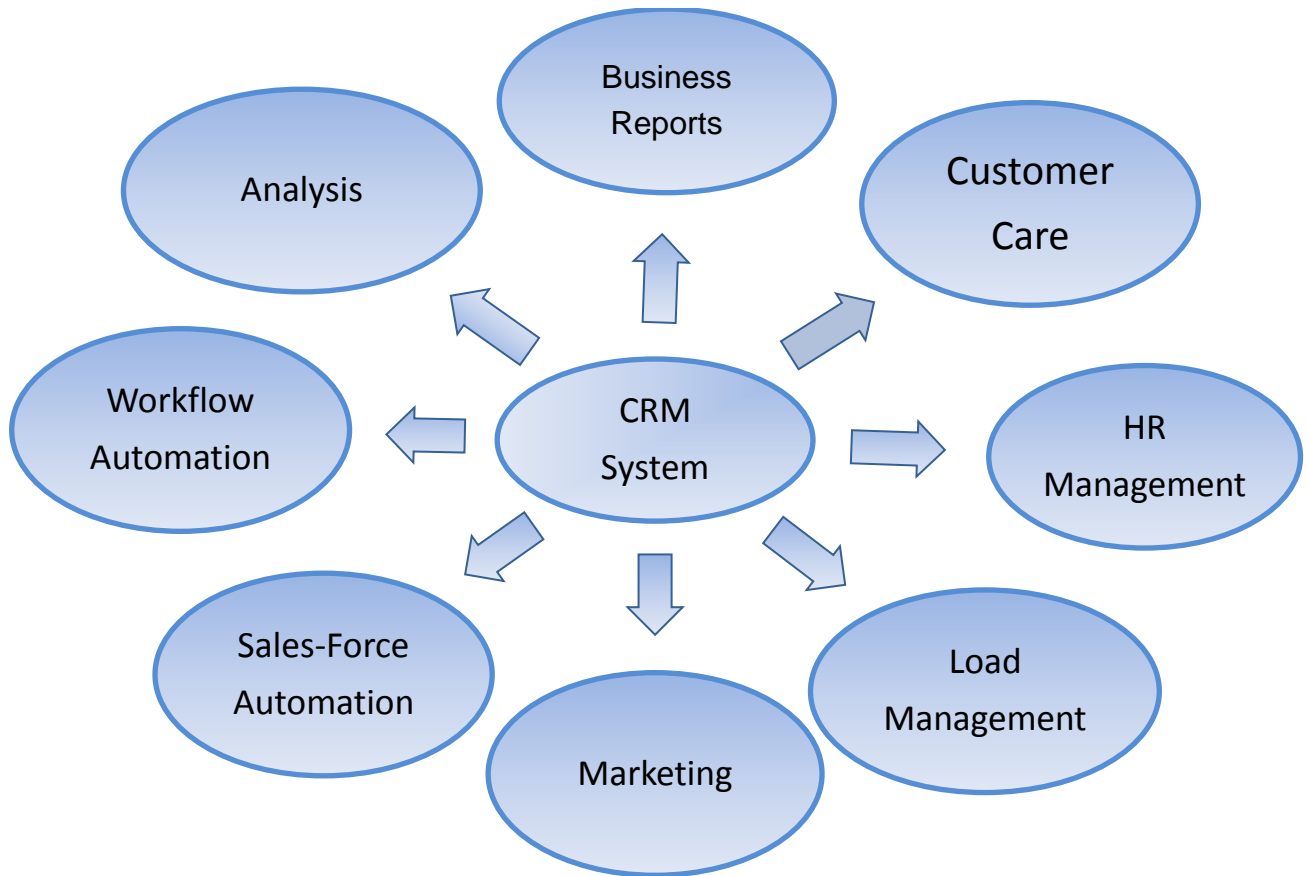 Business
Reports
Customer
Care
Analysis
HR
Management
CRM
System
Workflow
Automation
Load
Management
Sales-Force
Automation
Marketing